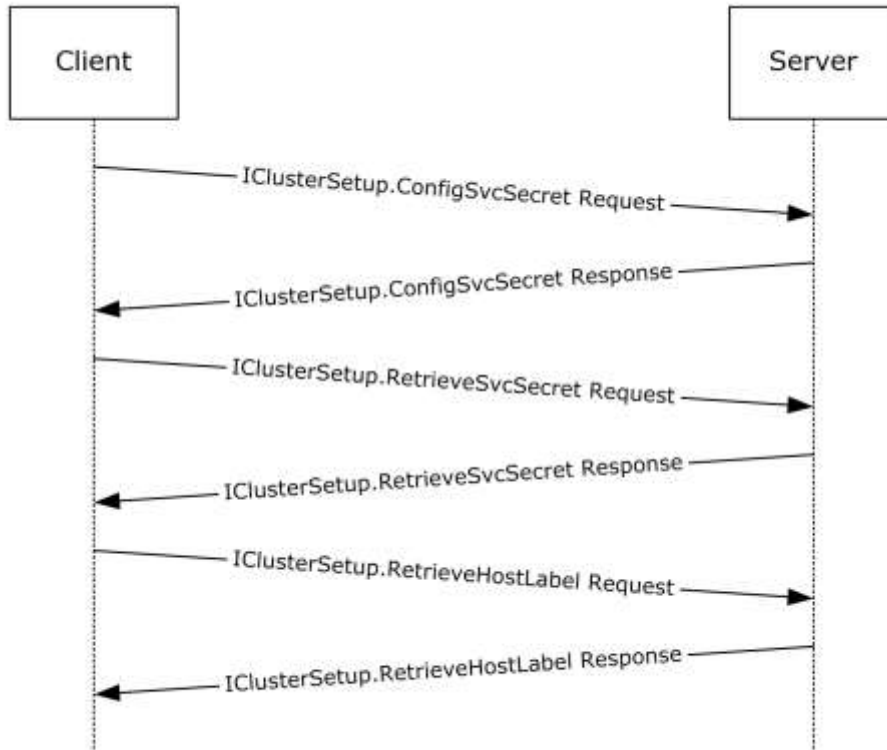 Client
Server
IClusterSetup.ConfigSvcSecret Request
IClusterSetup.ConfigSvcSecret Response
IClusterSetup.RetrieveSvcSecret Request
IClusterSetup.RetrieveSvcSecret Response
IClusterSetup.RetrieveHostLabel Request
IClusterSetup.RetrieveHostLabel Response